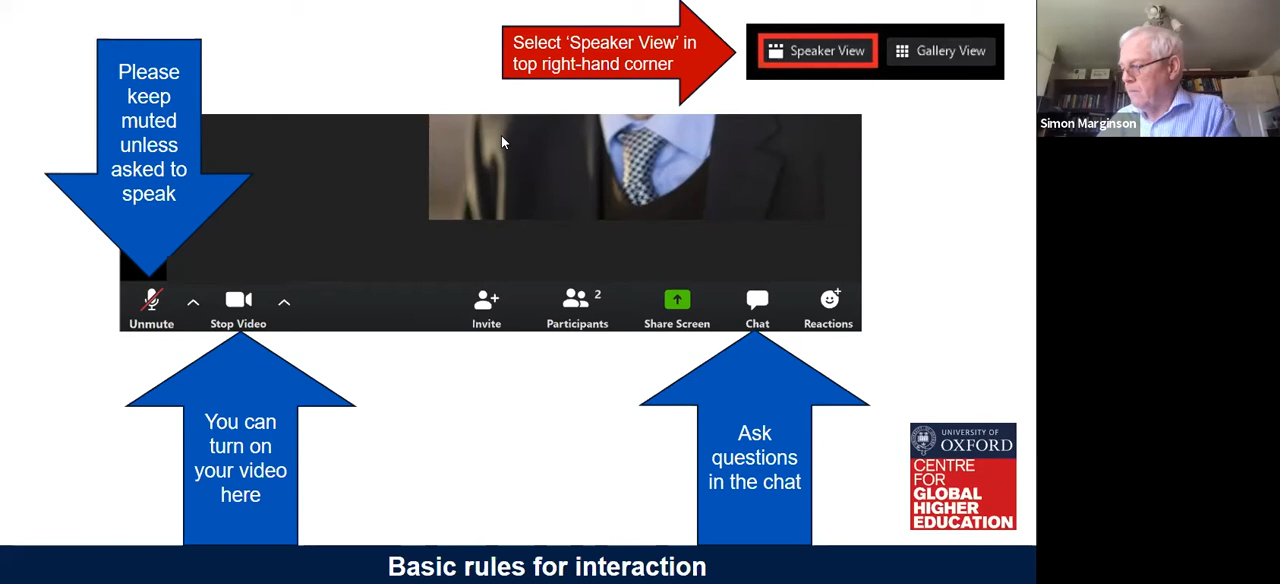 Please
keep
muted
unless
asked to
speak
Select ‘Speaker View’ in
top right-hand corner
Speaker View
Gallery View
Simon Marginson
2
Unmute
Stop Video
Invite
Participants
Share Screen
Chat
Reactions
You can
turn on
your video
here
Ask
questions
in the chat
UNIVERSITY OF
OXFORD
CENTRE
FOR
GLOBAL
HIGHER
EDUCATION
Basic rules for interaction